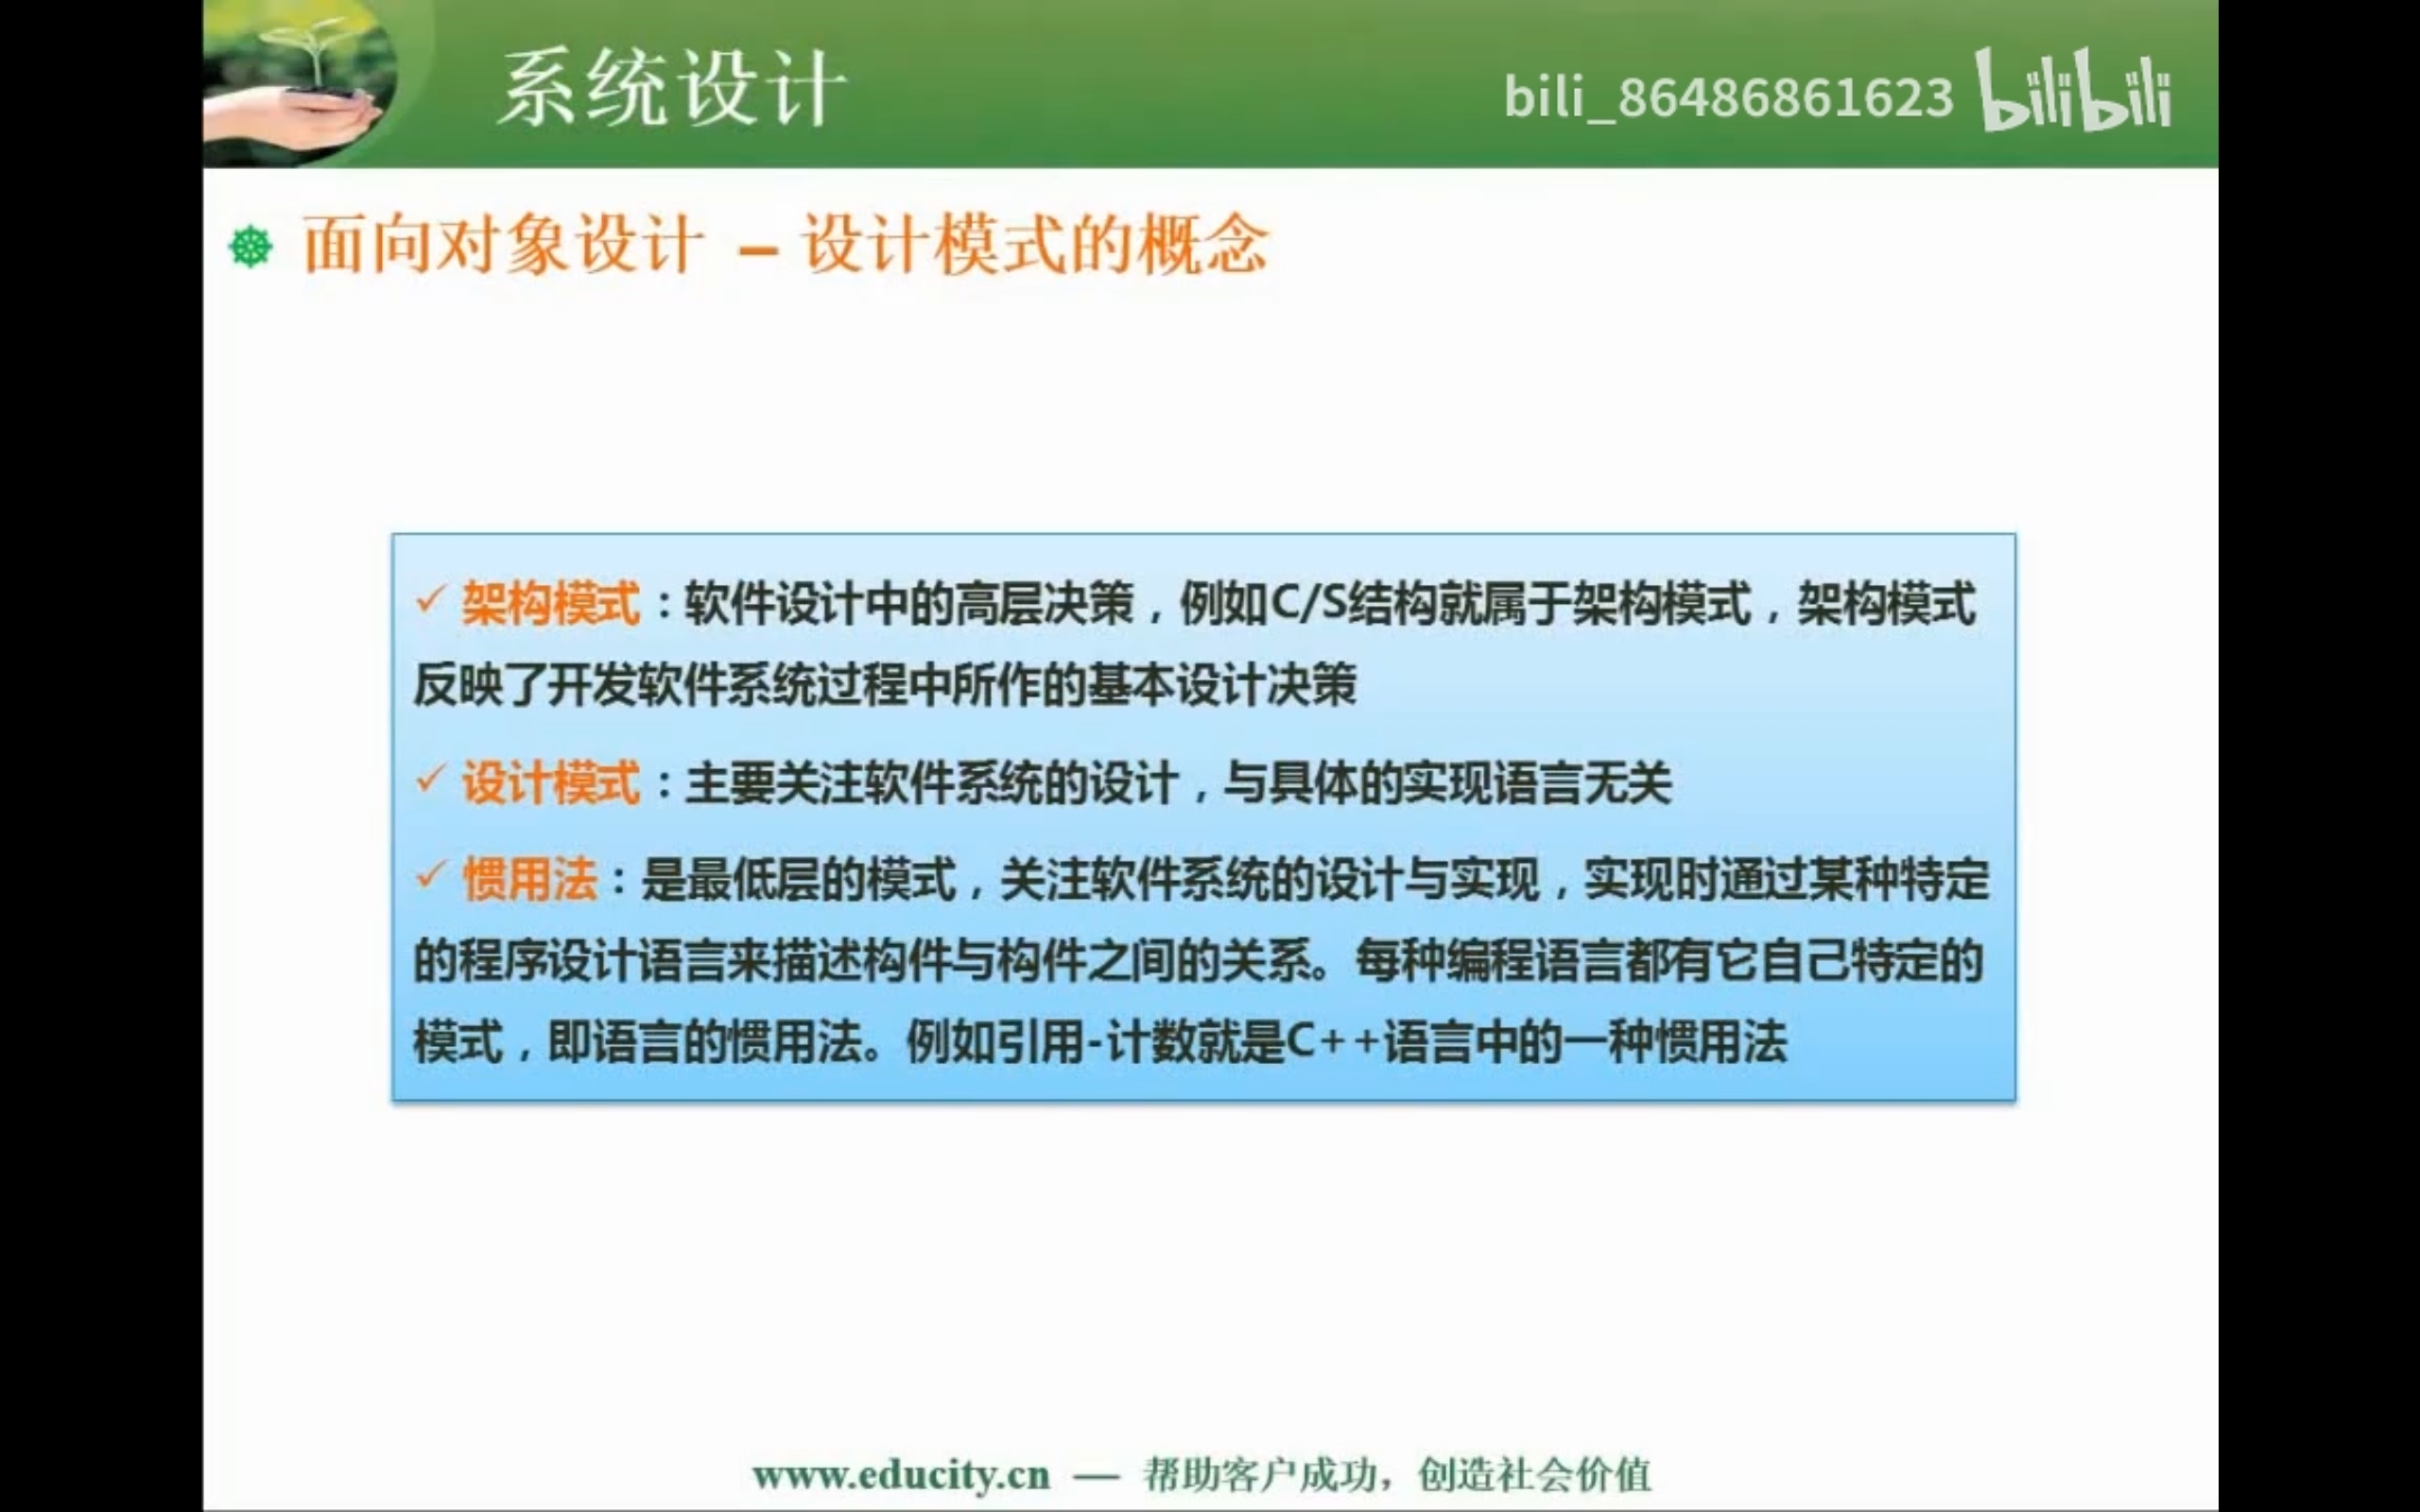 系统设计
bili_86486861623 bilibili
面向对象设计 – 设计模式的概念
✓ 架构模式：软件设计中的高层决策，例如C/S结构就属于架构模式，架构模式
反映了开发软件系统过程中所作的基本设计决策
✓ 设计模式：主要关注软件系统的设计，与具体的实现语言无关
✓ 惯用法：是最低层的模式，关注软件系统的设计与实现，实现时通过某种特定
的程序设计语言来描述构件与构件之间的关系。每种编程语言都有它自己特定的
模式，即语言的惯用法。例如引用-计数就是C++语言中的一种惯用法
www.educity.cn — 帮助客户成功，创造社会价值